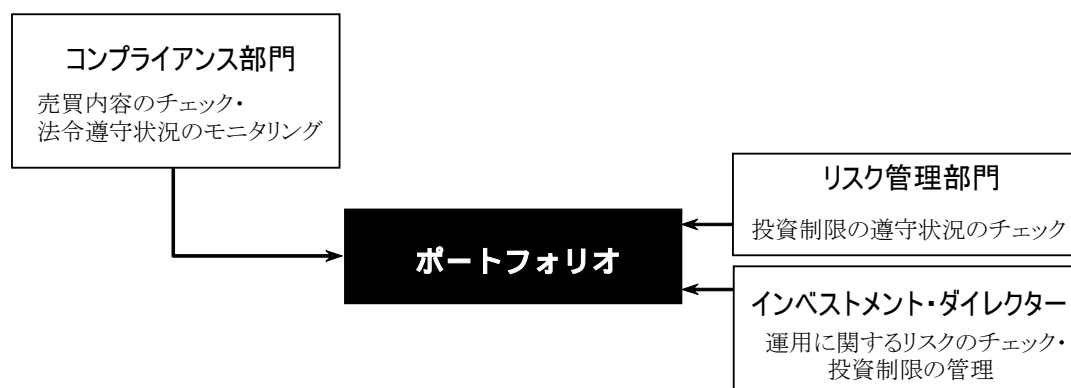 コンプライアンス部門
売買内容のチェック・
法令遵守状況のモニタリング
リスク管理部門
投資制限の遵守状況のチェック
ポートフォリオ
インベストメント・ダイレクター
運用に関するリスクのチェック・
投資制限の管理